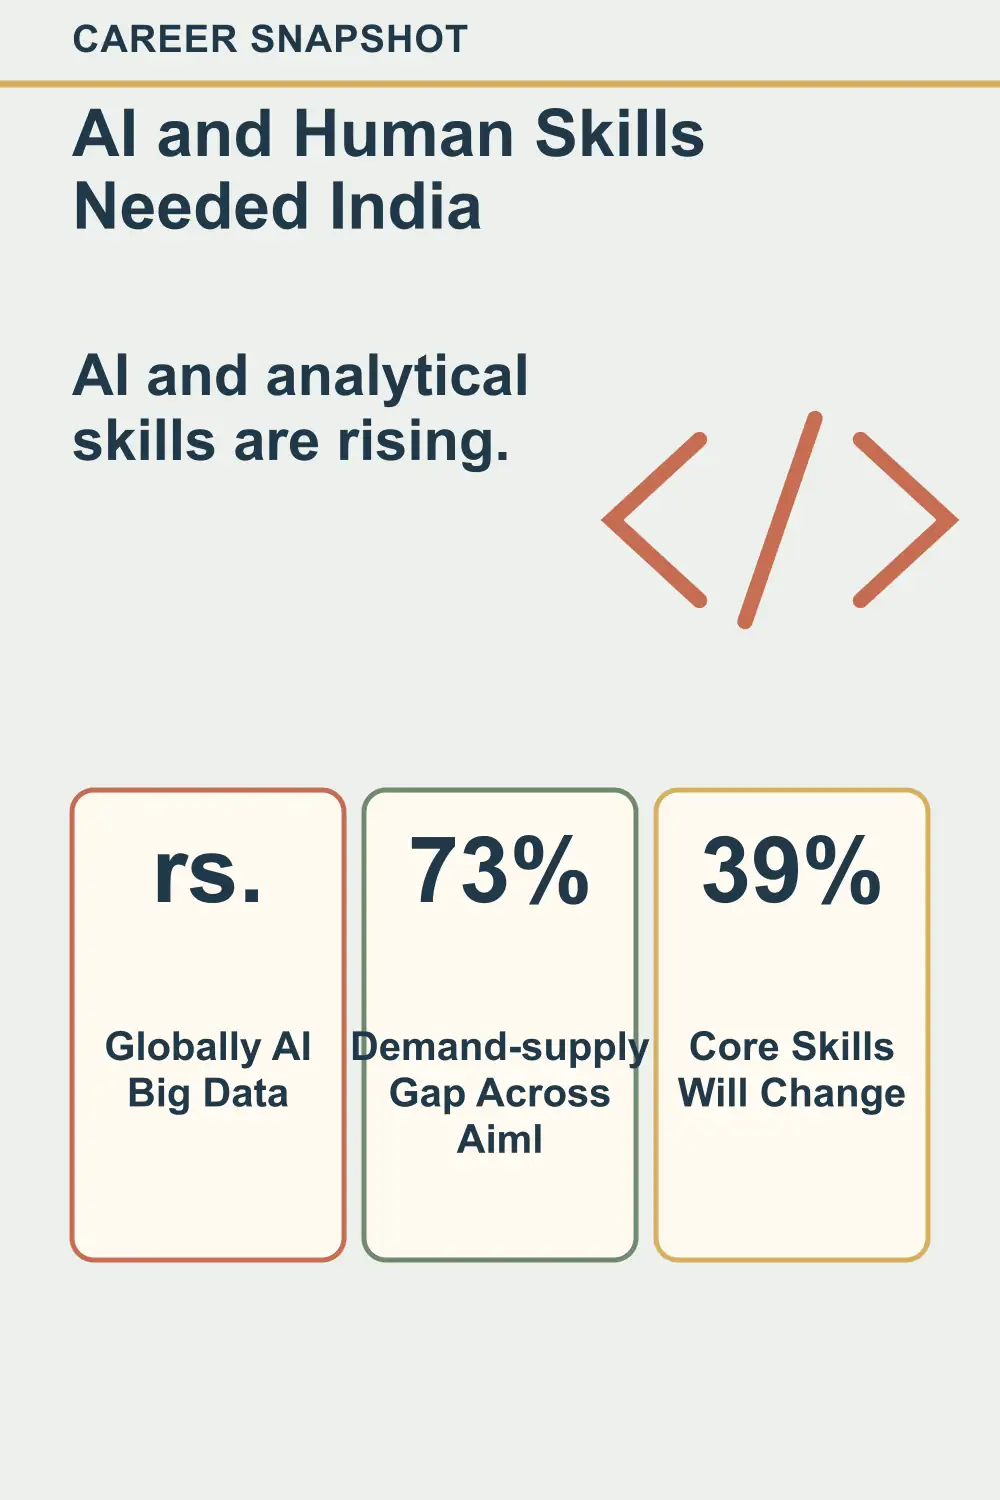 CAREER SNAPSHOT
AI and Human Skills
Needed India
AI and analytical
skills are rising.
</>
rs.
Globally AI
Big Data
73%
Demand-supply
Gap Across
Aiml
39%
Core Skills
Will Change